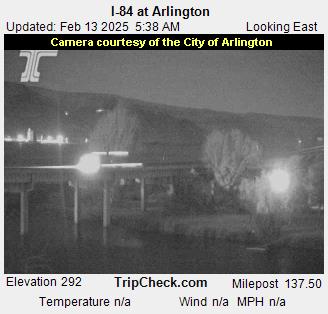 I-84 at Arlington
Updated: Feb 13 2025 5:38 AM Looking East
Camera courtesy of the City of Arlington
Elevation 292 TripCheck.com Milepost 137.50
Temperature n/a Wind n/a MPH n/a